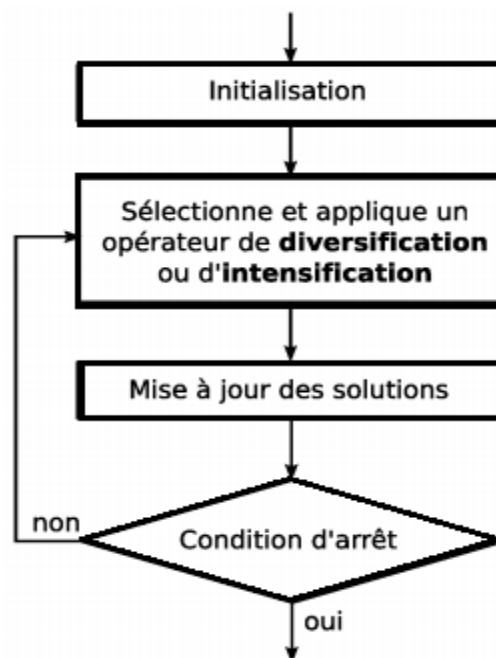 Initialisation
Sélectionne et applique un
opérateur de diversification
ou d'intensification
Mise à jour des solutions
Condition d'arrêt
non
oui